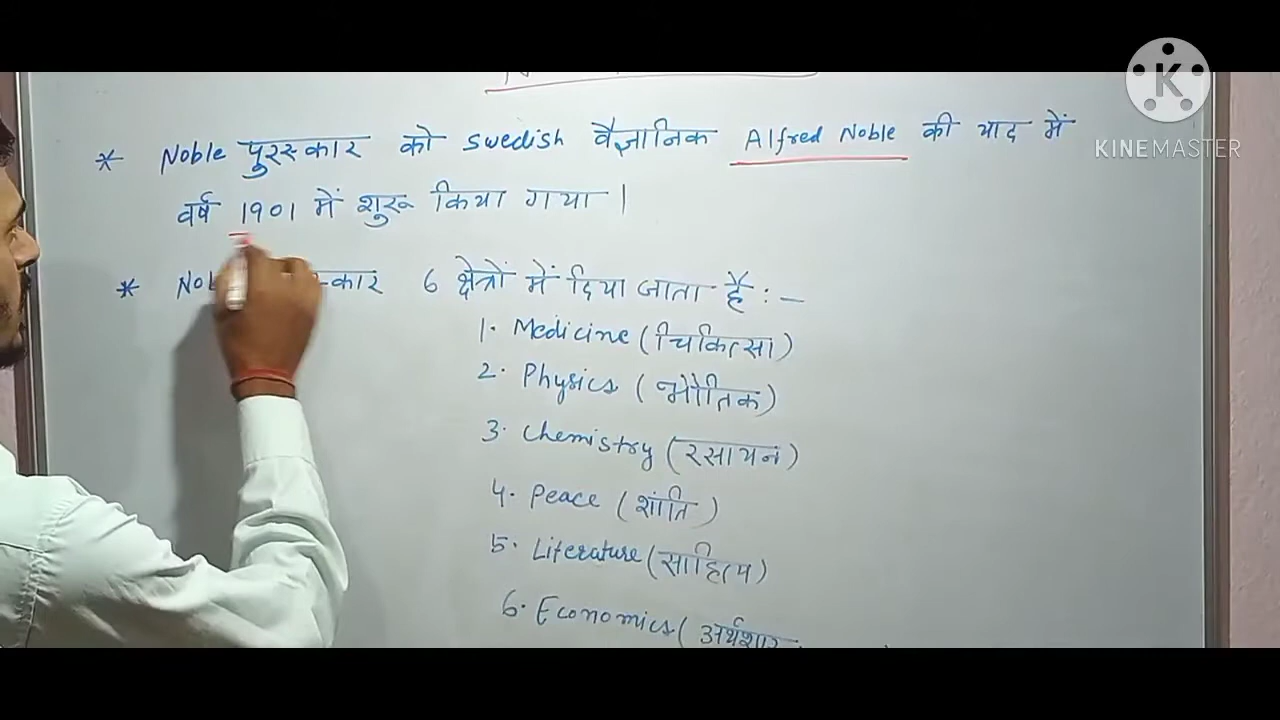 KINEMASTER
* Noble पुरस्कार को Swedish वैज्ञानिक Alfred Noble की याद में
वर्ष 1901 में शुरू किया गया ।
* 6 क्षेत्रों में दिया जाता है : —
1. Medicine (चिकित्सा)
2. Physics (भौतिक)
3. Chemistry (रसायन)
4. Peace (शांति)
5. Literature (साहित्य)
6. Economics (